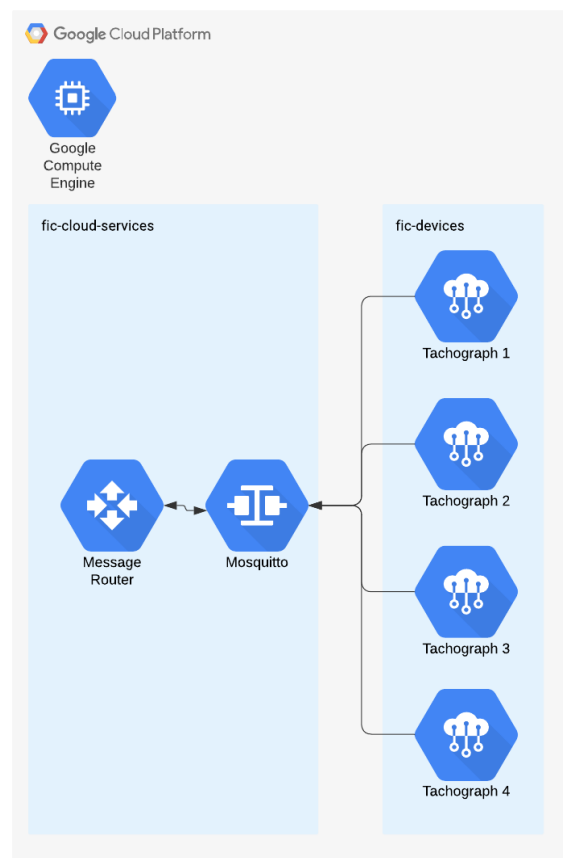 Google Cloud Platform
Google
Compute
Engine
fic-cloud-services
fic-devices
Tachograph 1
Tachograph 2
Message
Router
Mosquitto
Tachograph 3
Tachograph 4